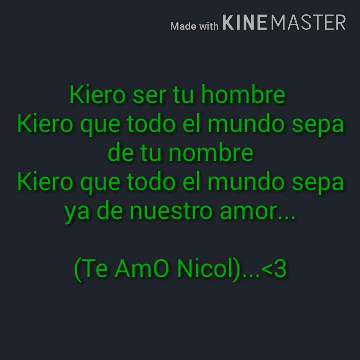 Made with KINEMASTER
Kiero ser tu hombre
Kiero que todo el mundo sepa
de tu nombre
Kiero que todo el mundo sepa
ya de nuestro amor...
(Te AmO Nicol)...<3